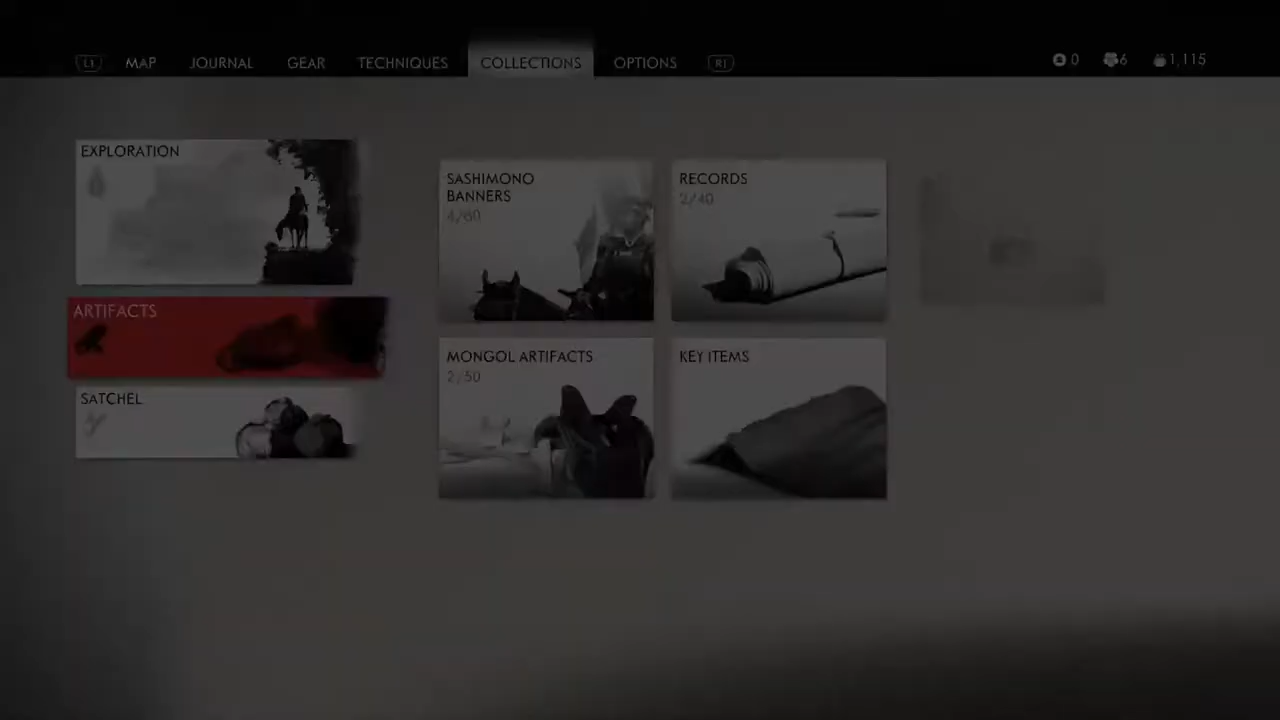 L1 MAP JOURNAL GEAR TECHNIQUES COLLECTIONS OPTIONS R1 0 6 1,115
EXPLORATION
ARTIFACTS
SATCHEL
SASHIMONO
BANNERS
4/80
RECORDS
2/40
MONGOL ARTIFACTS
2/50
KEY ITEMS